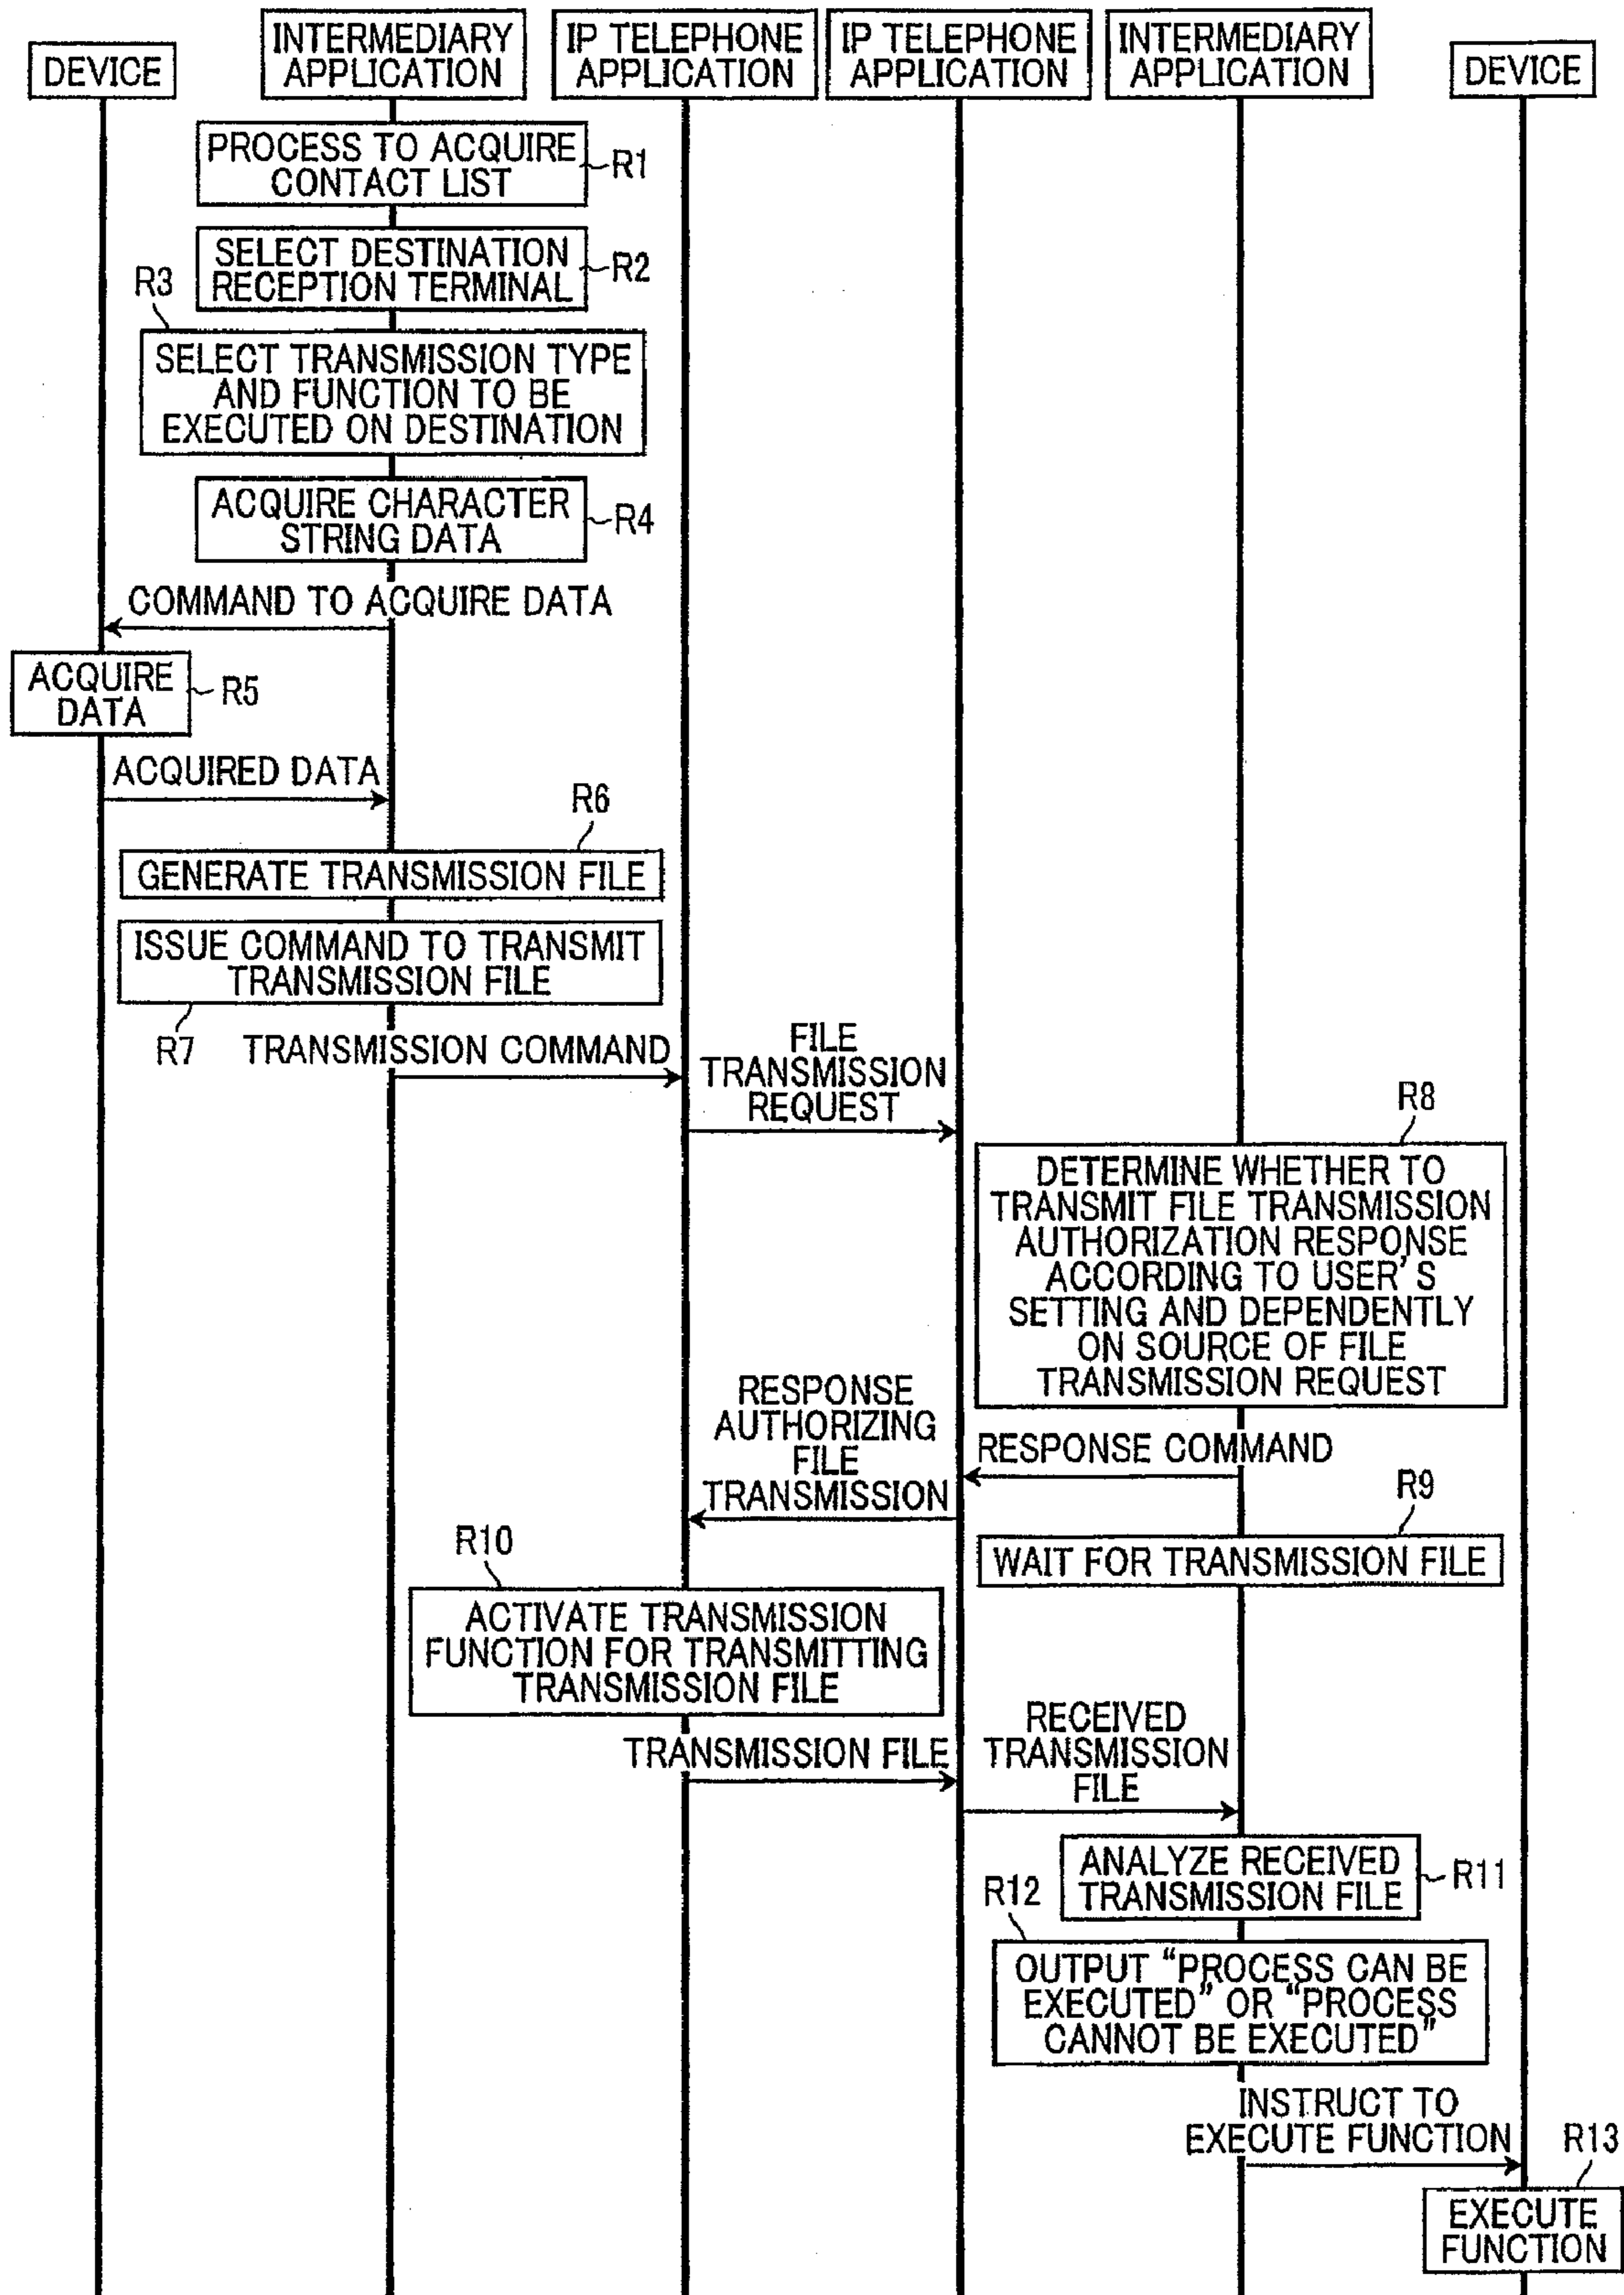 DEVICE
INTERMEDIARY
APPLICATION
IP TELEPHONE
APPLICATION
IP TELEPHONE
APPLICATION
INTERMEDIARY
APPLICATION
DEVICE
PROCESS TO ACQUIRE
CONTACT LIST
R1
SELECT DESTINATION
RECEPTION TERMINAL
R2
R3
SELECT TRANSMISSION TYPE
AND FUNCTION TO BE
EXECUTED ON DESTINATION
ACQUIRE CHARACTER
STRING DATA
R4
COMMAND TO ACQUIRE DATA
ACQUIRE
DATA
R5
ACQUIRED DATA
R6
GENERATE TRANSMISSION FILE
ISSUE COMMAND TO TRANSMIT
TRANSMISSION FILE
R7
TRANSMISSION COMMAND
FILE
TRANSMISSION
REQUEST
R8
DETERMINE WHETHER TO
TRANSMIT FILE TRANSMISSION
AUTHORIZATION RESPONSE
ACCORDING TO USER'S
SETTING AND DEPENDENTLY
ON SOURCE OF FILE
TRANSMISSION REQUEST
RESPONSE
AUTHORIZING
FILE
TRANSMISSION
RESPONSE COMMAND
R9
WAIT FOR TRANSMISSION FILE
R10
ACTIVATE TRANSMISSION
FUNCTION FOR TRANSMITTING
TRANSMISSION FILE
TRANSMISSION FILE
RECEIVED
TRANSMISSION
FILE
ANALYZE RECEIVED
TRANSMISSION FILE
R11
R12
OUTPUT “PROCESS CAN BE
EXECUTED” OR “PROCESS
CANNOT BE EXECUTED”
INSTRUCT TO
EXECUTE FUNCTION
R13
EXECUTE
FUNCTION